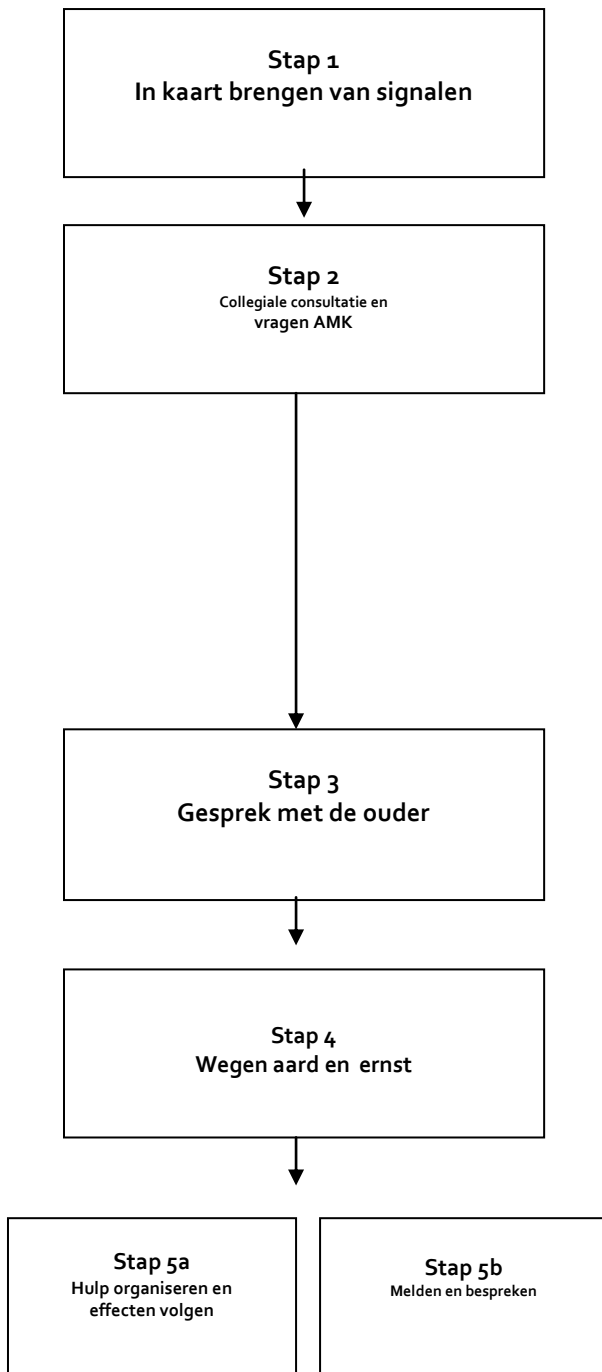 Stap 1
In kaart brengen van signalen
Stap 2
Collegiale consultatie en
vragen AMK
Stap 3
Gesprek met de ouder
Stap 4
Wegen aard en ernst
Stap 5a
Hulp organiseren en
effecten volgen
Stap 5b
Melden en bespreken